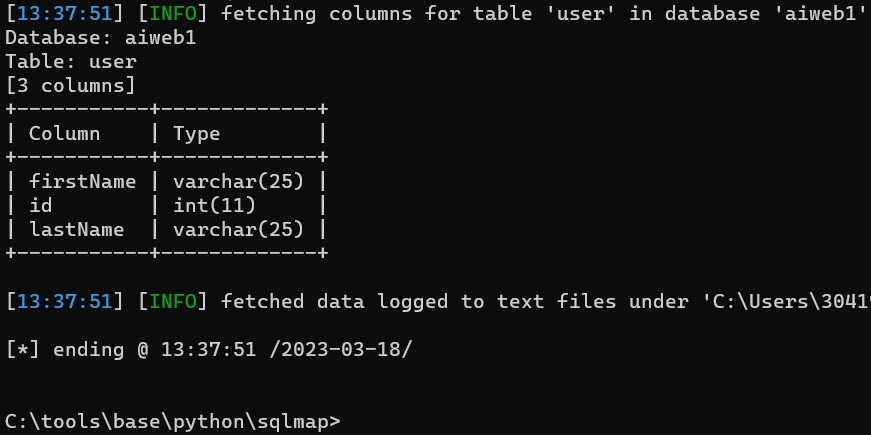 [13:37:51] [INFO] fetching columns for table 'user' in database 'aiweb1'
Database: aiweb1
Table: user
[3 columns]
+-----------+-------------+
| Column    | Type        |
+-----------+-------------+
| firstName | varchar(25) |
| id        | int(11)     |
| lastName  | varchar(25) |
+-----------+-------------+
[13:37:51] [INFO] fetched data logged to text files under 'C:\Users\3041
[*] ending @ 13:37:51 /2023-03-18/
C:\tools\base\python\sqlmap>